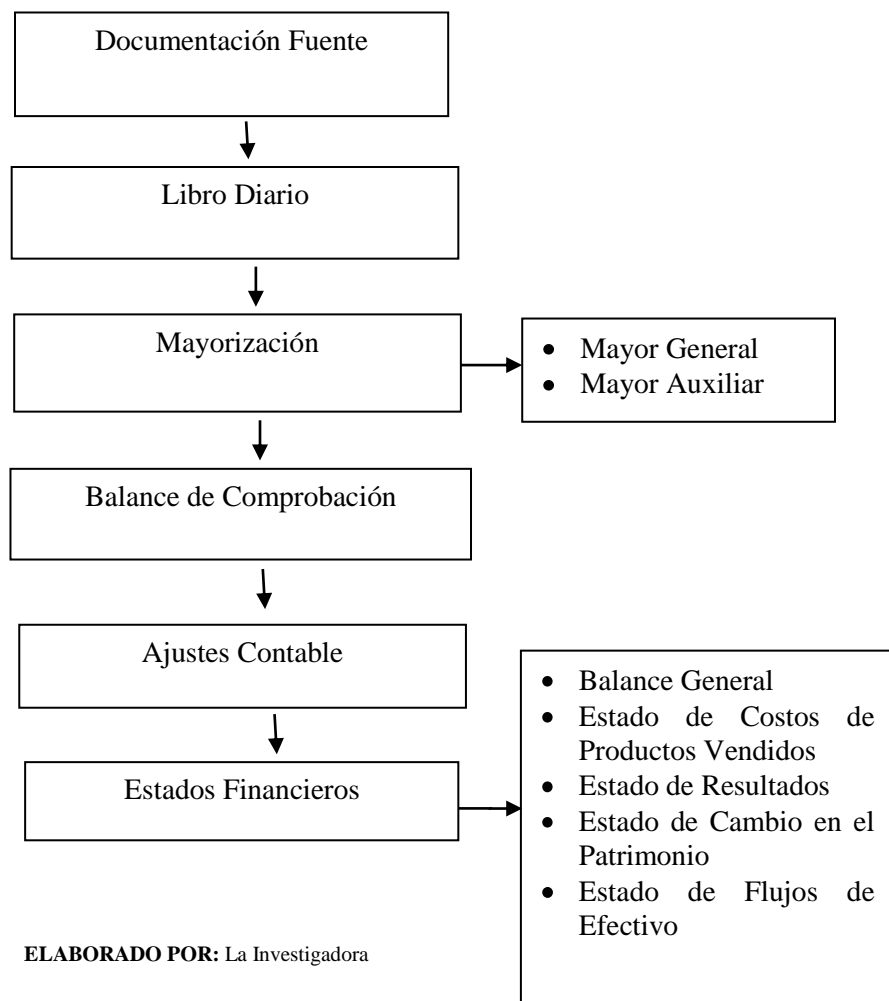 Documentación Fuente
Libro Diario
Mayorización
• Mayor General
• Mayor Auxiliar
Balance de Comprobación
Ajustes Contable
Estados Financieros
• Balance General
• Estado de Costos de
Productos Vendidos
• Estado de Resultados
• Estado de Cambio en el
Patrimonio
• Estado de Flujos de
Efectivo
ELABORADO POR: La Investigadora